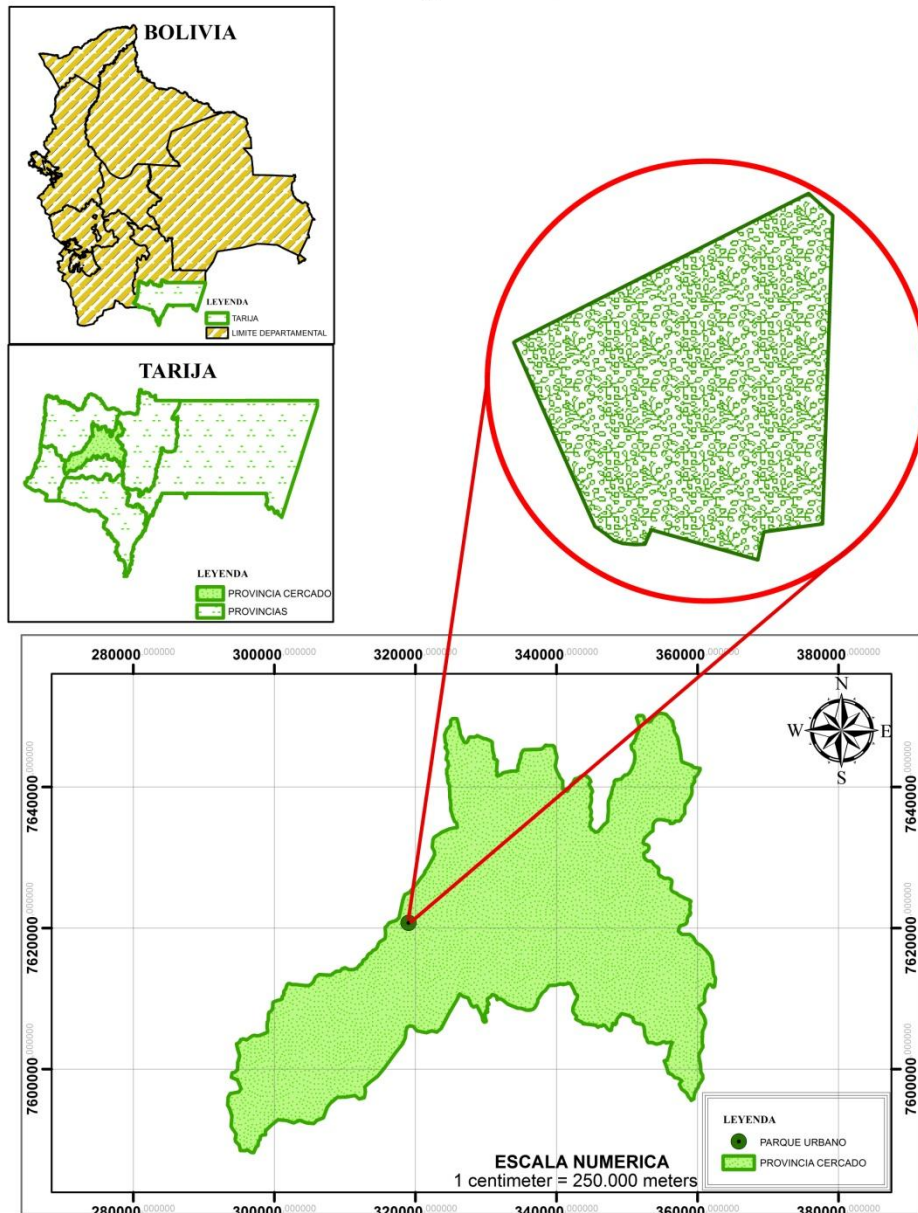 BOLIVIA
LEYENDA
TARIJA
LIMITE DEPARTAMENTAL
TARIJA
LEYENDA
PROVINCIA CERCADO
PROVINCIAS
280000.000000 300000.000000 320000.000000 340000.000000 360000.000000 380000.000000
N
W E
S
7640000.000000 7640000.000000
7620000.000000 7620000.000000
7600000.000000 7600000.000000
LEYENDA
PARQUE URBANO
PROVINCIA CERCADO
ESCALA NUMERICA
1 centimeter = 250.000 meters
280000.000000 300000.000000 320000.000000 340000.000000 360000.000000 380000.000000